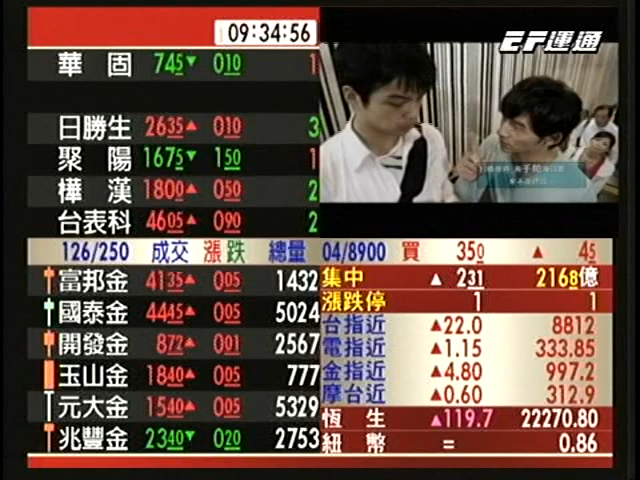 09:34:56
EF運通
華固 745▼ 010 1
日勝生 2635▲ 010 3
聚陽 1675▼ 150 1
樺漢 1800▲ 050 2
台表科 4605▲ 090 2
126/250 成交 漲跌 總量 04/8900 買 350 ▲ 45
富邦金 4135▲ 005 1432
國泰金 4445▲ 005 5024
開發金 872▲ 001 2567
玉山金 1840▲ 005 777
元大金 1540▲ 005 5329
兆豐金 2340▼ 020 2753
集中 ▲ 231 2168億
漲跌停 1 1
台指近 ▲22.0 8812
電指近 ▲1.15 333.85
金指近 ▲4.80 997.2
摩台近 ▲0.60 312.9
恆生 ▲119.7 22270.80
紐幣 = 0.86